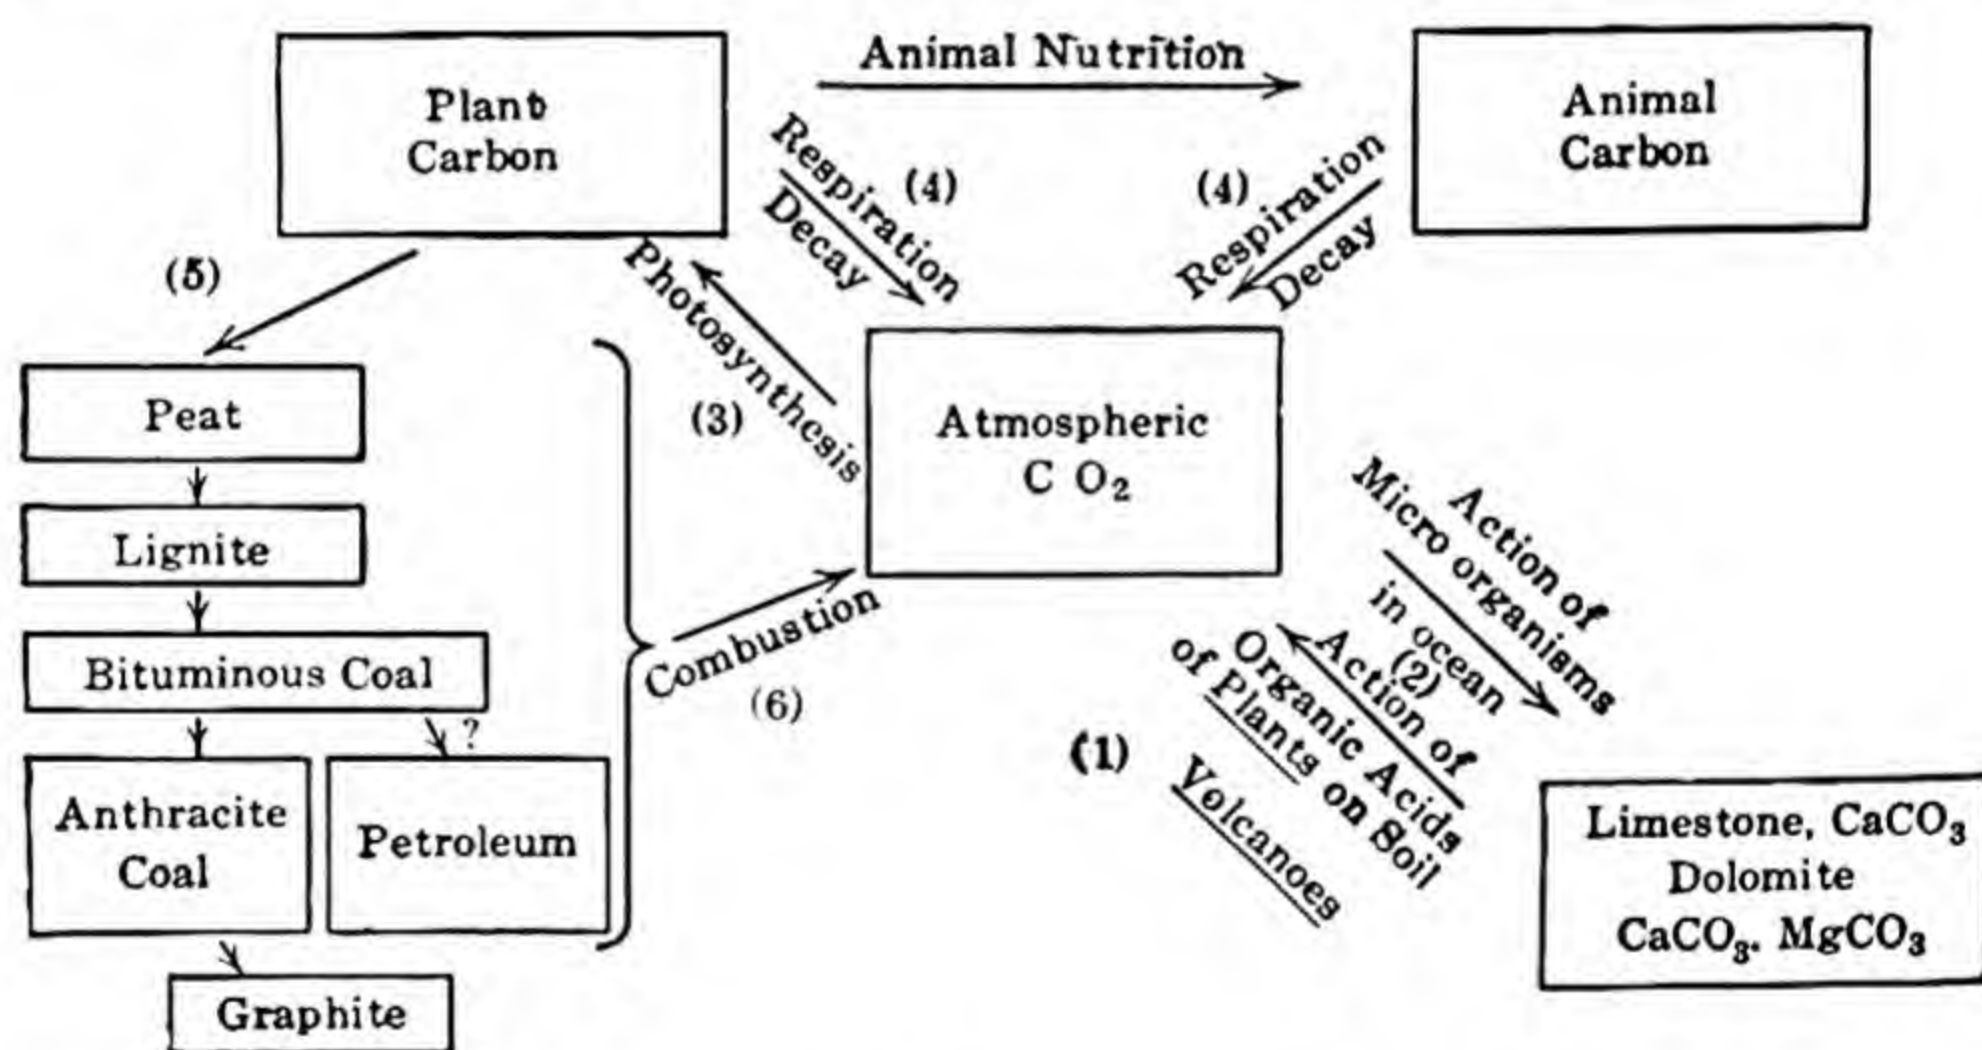 Plant
Carbon
Animal Nutrition
Animal
Carbon
Respiration
Decay
(4)
(4)
Respiration
Decay
(5)
Photosynthesis
(3)
Peat
Atmospheric
C O₂
Lignite
Bituminous Coal
Combustion
(6)
?
Anthracite
Coal
Petroleum
Graphite
Action of
Micro organisms
in ocean
(2)
Action of
Organic Acids
of Plants on Soil
(1)
Volcanoes
Limestone, CaCO₃
Dolomite
CaCO₃. MgCO₃